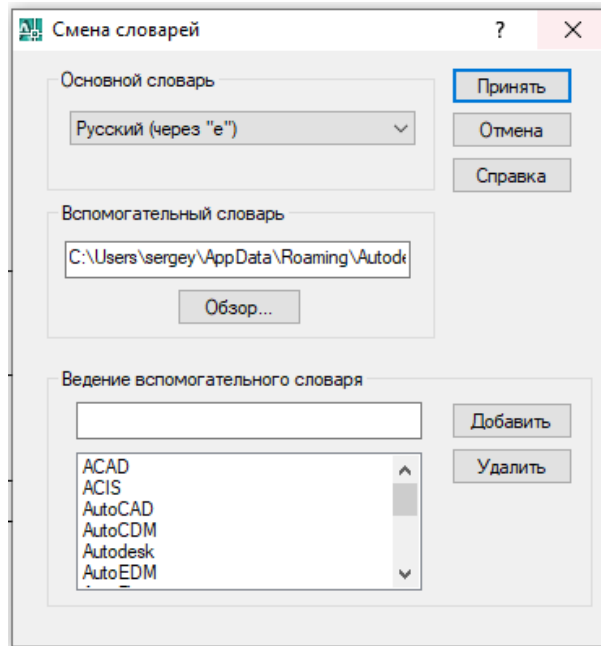 Смена словарей
Основной словарь
Принять
Русский (через "е")
Отмена
Справка
Вспомогательный словарь
C:\Users\sergey\AppData\Roaming\Autode
Обзор...
Ведение вспомогательного словаря
Добавить
ACAD
Удалить
ACIS
AutoCAD
AutoCDM
Autodesk
AutoEDM